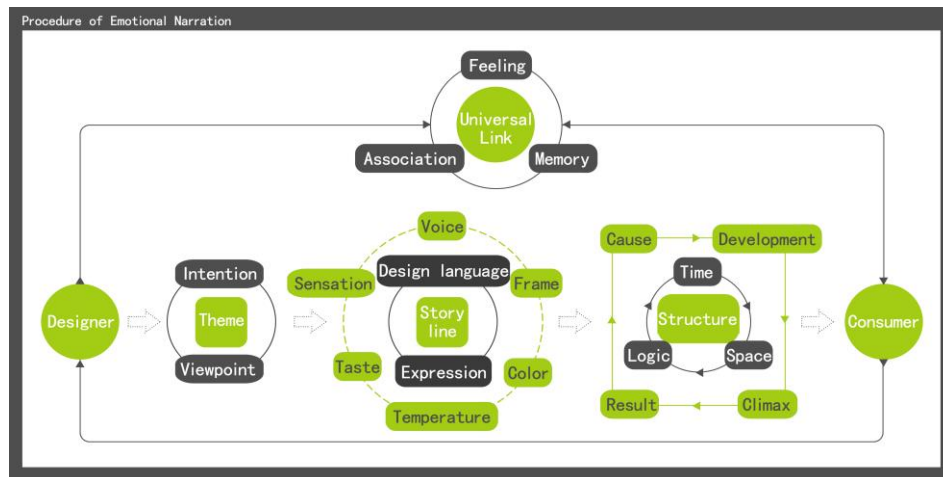 Procedure of Emotional Narration
Feeling
Universal
Link
Association
Memory
Designer
Intention
Theme
Viewpoint
Voice
Sensation
Design language
Frame
Story
line
Taste
Expression
Color
Temperature
Cause
Development
Time
Structure
Logic
Space
Result
Climax
Consumer